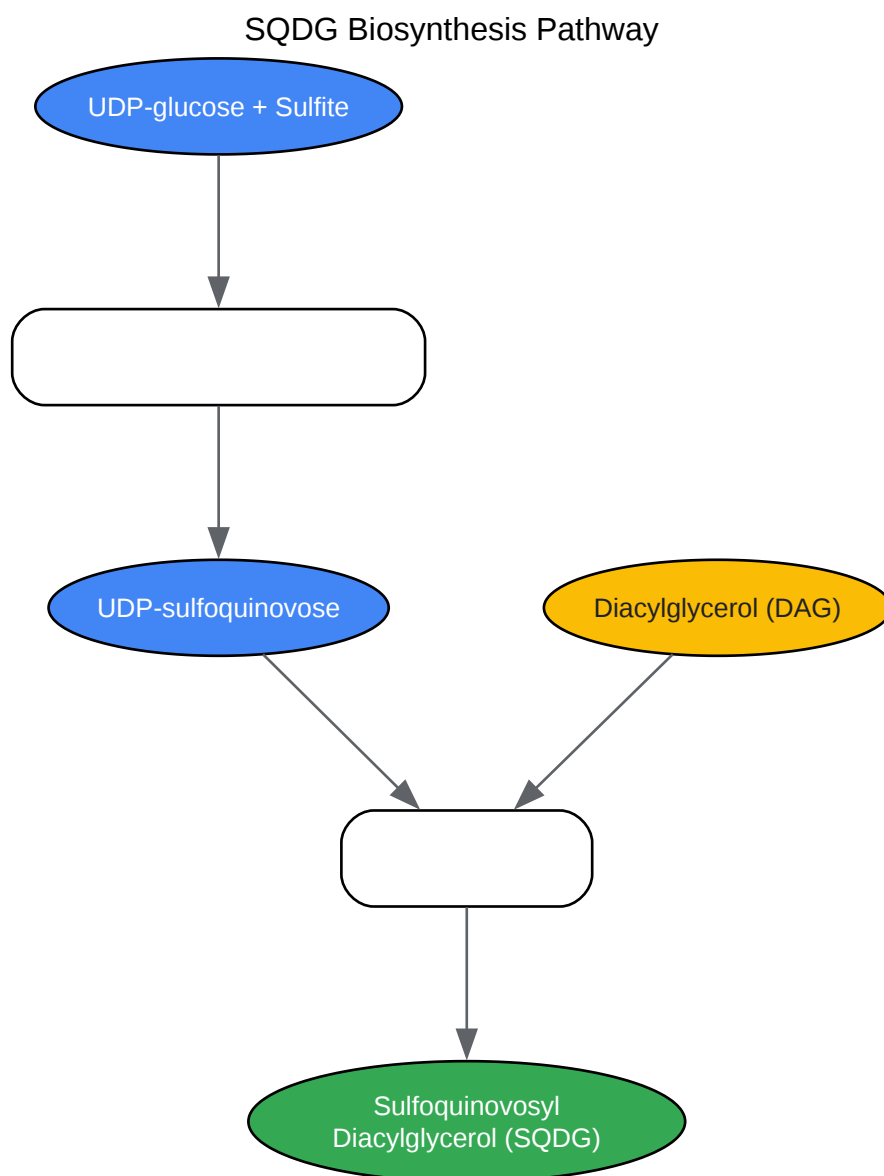 SQDG Biosynthesis Pathway
UDP-glucose + Sulfite
UDP-sulfoquinovose
Diacylglycerol (DAG)
Sulfoquinovosyl
Diacylglycerol (SQDG)